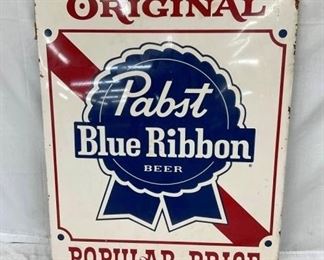 ORIGINAL
Pabst
Blue Ribbon
BEER
POPULAR PRICE